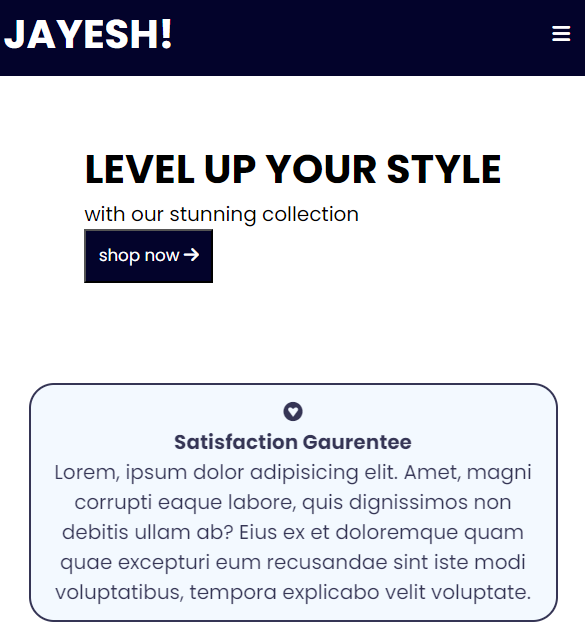 JAYESH!
LEVEL UP YOUR STYLE
with our stunning collection
shop now
Satisfaction Gaurentee
Lorem, ipsum dolor adipisicing elit. Amet, magni
corrupti eaque labore, quis dignissimos non
debitis ullam ab? Eius ex et doloremque quam
quae excepturi eum recusandae sint iste modi
voluptatibus, tempora explicabo velit voluptate.